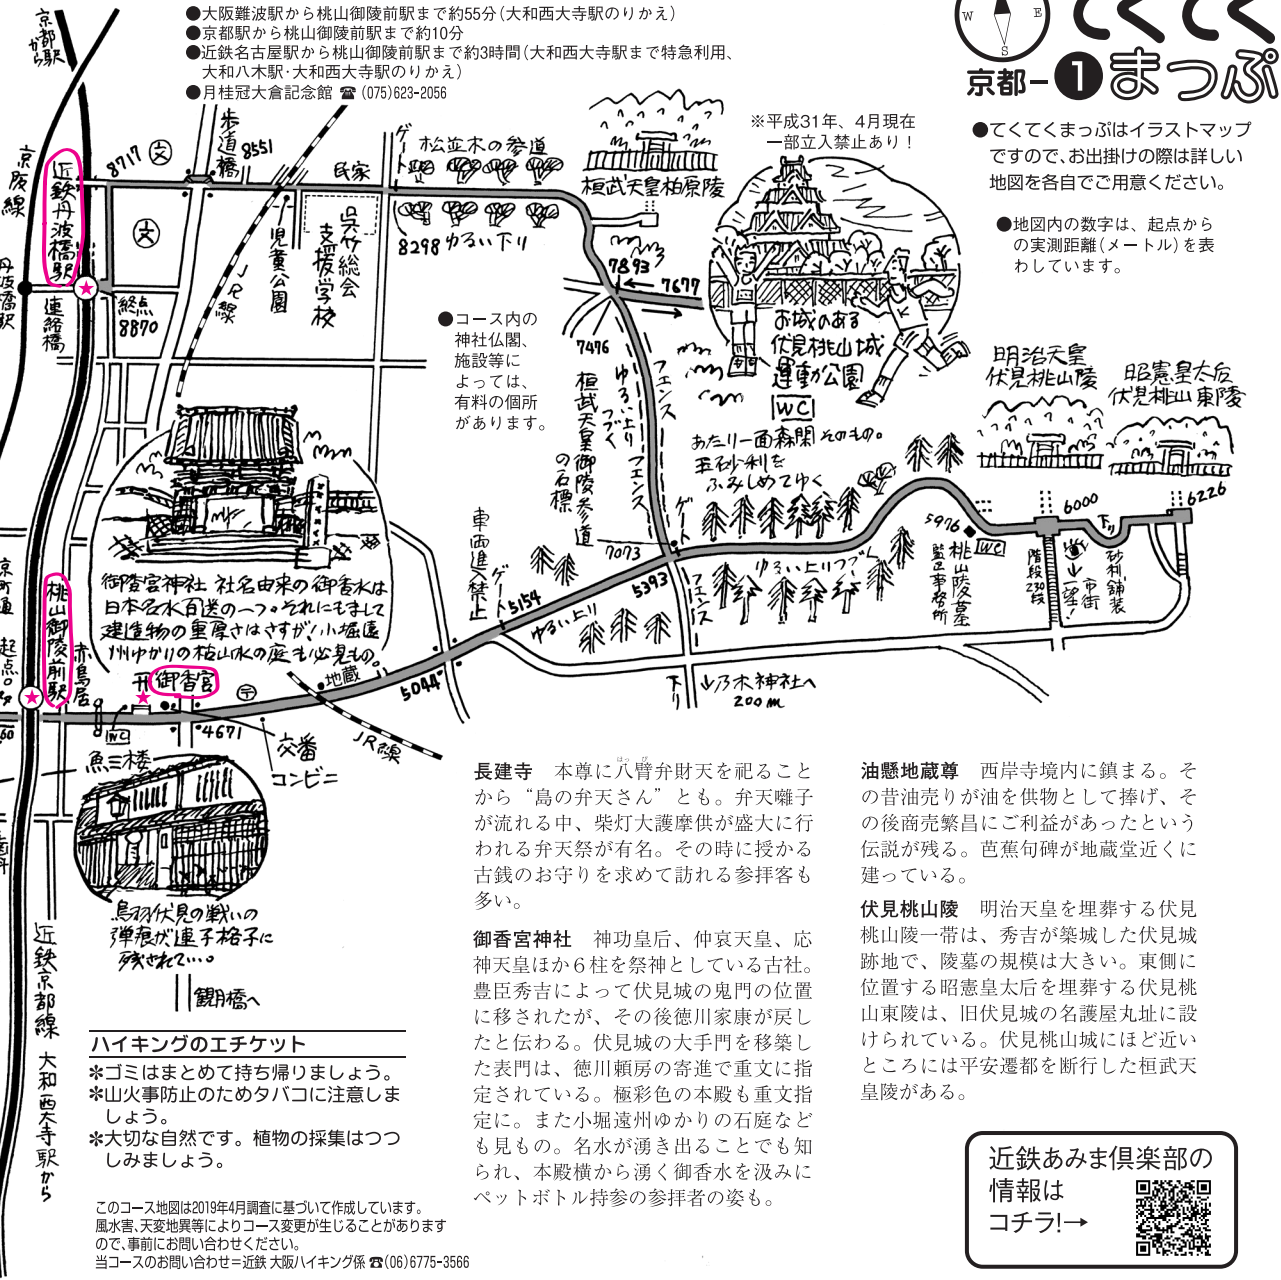 ●大阪難波駅から桃山御陵前駅まで約55分(大和西大寺駅のりかえ)
●京都駅から桃山御陵前駅まで約10分
●近鉄名古屋駅から桃山御陵前駅まで約3時間(大和西大寺駅まで特急利用、
大和八木駅・大和西大寺駅のりかえ)
●月桂冠大倉記念館 ☎(075)623-2056
W
E
S
てくてく
京都ー1まっぷ
●てくてくまっぷはイラストマップ
ですので、お出掛けの際は詳しい
地図を各自でご用意ください。
●地図内の数字は、起点から
の実測距離(メートル)を表
わしています。
※平成31年、4月現在
一部立入禁止あり！
京都駅から
京阪線
近鉄丹波橋駅
丹波橋駅
連絡橋
終点
8870
8717
文
文
歩道橋
8551
JR線
児童公園
民家
呉竹総合
支援学校
ゲート
松並木の参道
8298 ゆるい下り
桓武天皇柏原陵
7893
7677
7476
●コース内の
神社仏閣、
施設等に
よっては、
有料の個所
があります。
お城のある
伏見桃山城
運動公園
WC
明治天皇
伏見桃山陵
昭憲皇太后
伏見桃山東陵
フェンス
ゆるい上り
つづく
フェンス
桓武天皇御陵参道
の石標
あたり一面森閑そのもの。
玉砂利を
ふみしめてゆく
ゲート
7073
5393
フェンス
ゆるい上りつづく
5976
WC
桃山陵墓
監区事務所
6000
下り
6226
階段230段
市街
一望！
砂利舗装
車両進入禁止
ゲート
5154
ゆるい上り
5044
下り
↓乃木神社へ
200m
御香宮神社 社名由来の御香水は
日本名水百選の一つ。それにもまして
建造物の重厚さはさすが！小堀遠
州ゆかりの枯山水の庭も必見もの。
桃山御陵前駅
起点。
赤鳥居
御香宮
〒
地蔵
WC
4671
交番
コンビニ
JR線
魚三楼
鳥羽伏見の戦いの
弾痕が連子格子に
残されて…。
観月橋へ
近鉄京都線 大和西大寺駅から
長建寺 本尊に八臂弁財天を祀ること
はっぴ
から“島の弁天さん”とも。弁天囃子
が流れる中、柴灯大護摩供が盛大に行
われる弁天祭が有名。その時に授かる
古銭のお守りを求めて訪れる参拝客も
多い。
御香宮神社 神功皇后、仲哀天皇、応
神天皇ほか6柱を祭神としている古社。
豊臣秀吉によって伏見城の鬼門の位置
に移されたが、その後徳川家康が戻し
たと伝わる。伏見城の大手門を移築し
た表門は、徳川頼房の寄進で重文に指
定されている。極彩色の本殿も重文指
定に。また小堀遠州ゆかりの石庭など
も見もの。名水が湧き出ることでも知
られ、本殿横から湧く御香水を汲みに
ペットボトル持参の参拝者の姿も。
油懸地蔵尊 西岸寺境内に鎮まる。そ
の昔油売りが油を供物として捧げ、そ
の後商売繁昌にご利益があったという
伝説が残る。芭蕉句碑が地蔵堂近くに
建っている。
伏見桃山陵 明治天皇を埋葬する伏見
桃山陵一帯は、秀吉が築城した伏見城
跡地で、陵墓の規模は大きい。東側に
位置する昭憲皇太后を埋葬する伏見桃
山東陵は、旧伏見城の名護屋丸址に設
けられている。伏見桃山城にほど近い
ところには平安遷都を断行した桓武天
皇陵がある。
ハイキングのエチケット
✻ゴミはまとめて持ち帰りましょう。
✻山火事防止のためタバコに注意しま
しょう。
✻大切な自然です。植物の採集はつつ
しみましょう。
このコース地図は2019年4月調査に基づいて作成しています。
風水害、天変地異等によりコース変更が生じることがあります
ので、事前にお問い合わせください。
当コースのお問い合わせ＝近鉄 大阪ハイキング係 ☎(06)6775-3566
近鉄あみま倶楽部の
情報は
コチラ!→